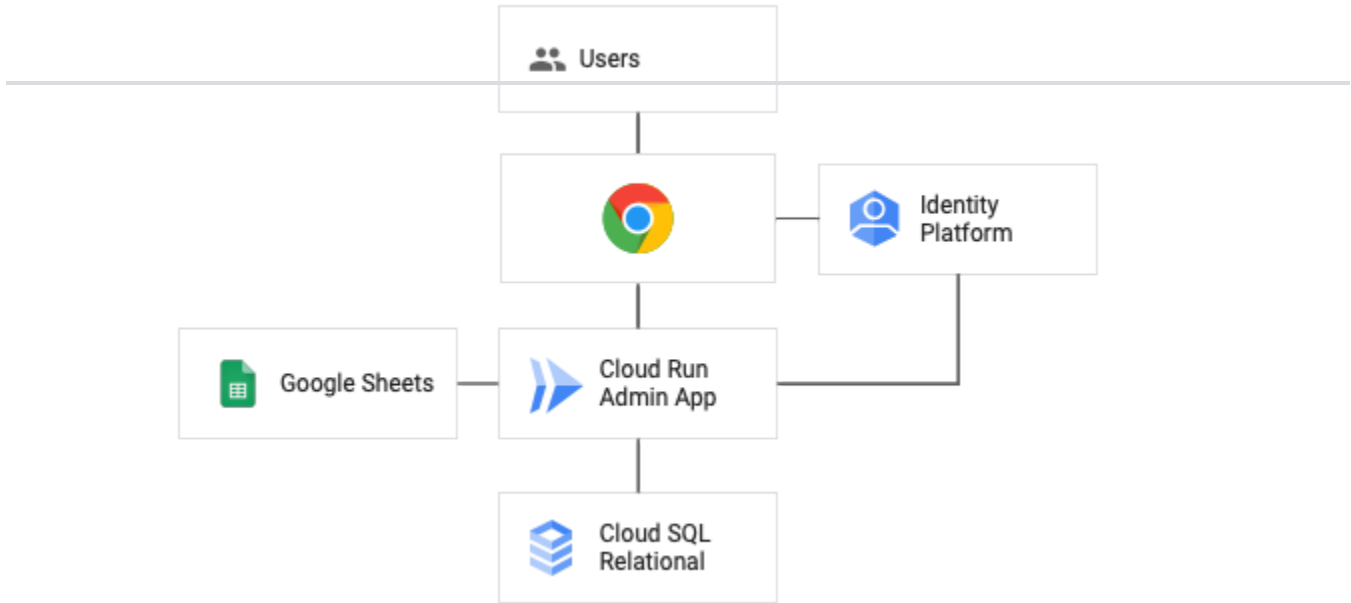 Users
Identity
Platform
Google Sheets
Cloud Run
Admin App
Cloud SQL
Relational